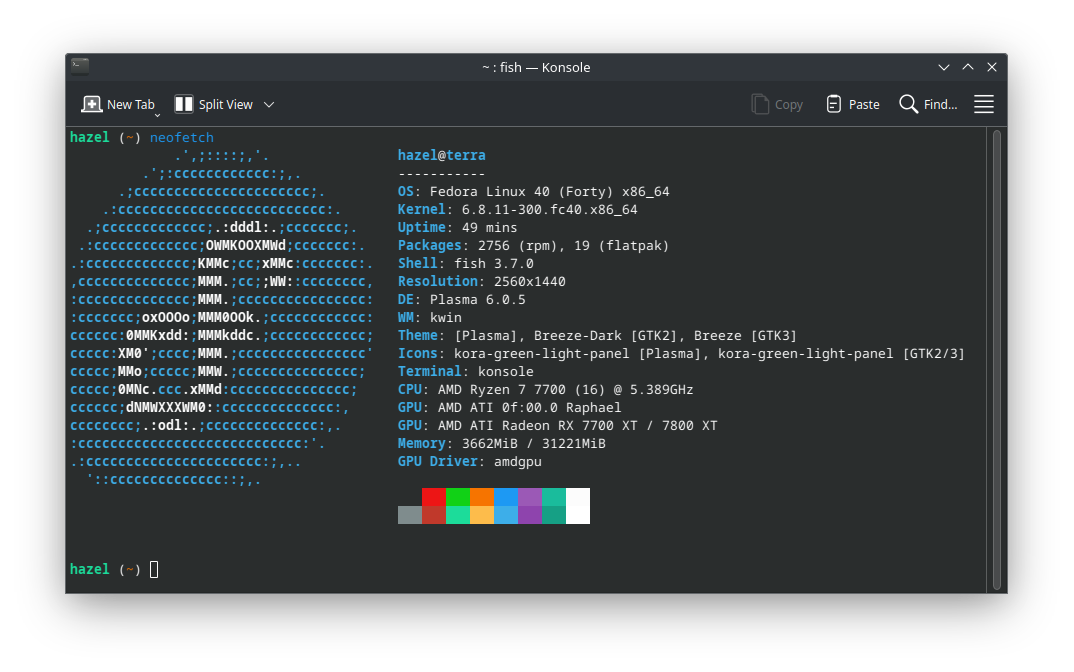 ~ : fish — Konsole
New Tab Split View Copy Paste Find...
hazel (~) neofetch
             .',;::::;,'.                hazel@terra
         .';:cccccccccccc:;,.            -----------
      .;cccccccccccccccccccccc;.         OS: Fedora Linux 40 (Forty) x86_64
    .:cccccccccccccccccccccccccc:.       Kernel: 6.8.11-300.fc40.x86_64
  .;ccccccccccccc;.:dddl:.;ccccccc;.     Uptime: 49 mins
 .:ccccccccccccc;OWMKOOXMWd;ccccccc:.    Packages: 2756 (rpm), 19 (flatpak)
.:ccccccccccccc;KMMc;cc;xMMc:ccccccc:.   Shell: fish 3.7.0
,cccccccccccccc;MMM.;cc;;WW::cccccccc,   Resolution: 2560x1440
:cccccccccccccc;MMM.;cccccccccccccccc:   DE: Plasma 6.0.5
:ccccccc;oxOOOo;MMM0OOk.;cccccccccccc:   WM: kwin
cccccc:0MMKxdd:;MMMkddc.;cccccccccccc;   Theme: [Plasma], Breeze-Dark [GTK2], Breeze [GTK3]
ccccc:XM0';cccc;MMM.;cccccccccccccccc'   Icons: kora-green-light-panel [Plasma], kora-green-light-panel [GTK2/3]
ccccc;MMo;ccccc;MMW.;ccccccccccccccc;    Terminal: konsole
ccccc;0MNc.ccc.xMMd:ccccccccccccccc;     CPU: AMD Ryzen 7 7700 (16) @ 5.389GHz
cccccc;dNMWXXXWM0::cccccccccccccc:,      GPU: AMD ATI 0f:00.0 Raphael
cccccccc;.:odl:.;cccccccccccccc:,.       GPU: AMD ATI Radeon RX 7700 XT / 7800 XT
:cccccccccccccccccccccccccccc:'.         Memory: 3662MiB / 31221MiB
.:cccccccccccccccccccccc:;,..            GPU Driver: amdgpu
  '::cccccccccccccc::;,.
hazel (~)